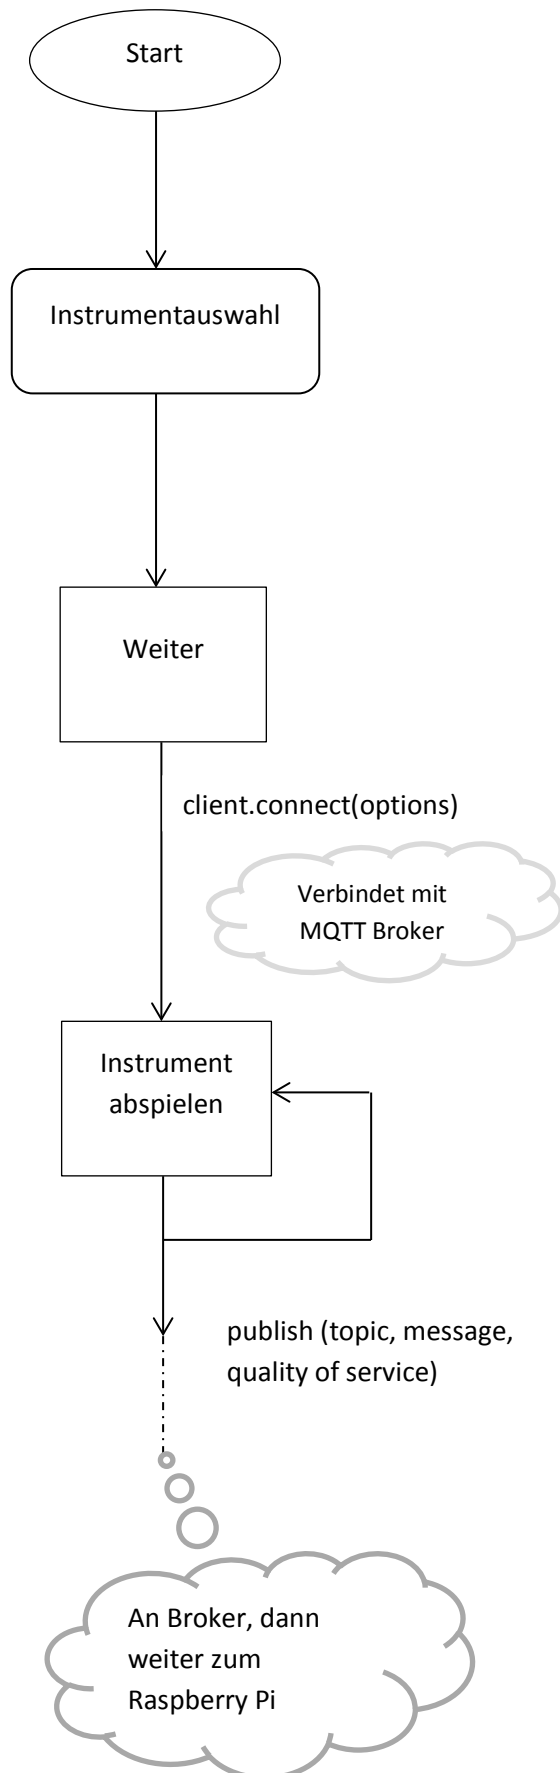 Start
Instrumentauswahl
Weiter
client.connect(options)
Verbindet mit
MQTT Broker
Instrument
abspielen
publish (topic, message,
quality of service)
An Broker, dann
weiter zum
Raspberry Pi